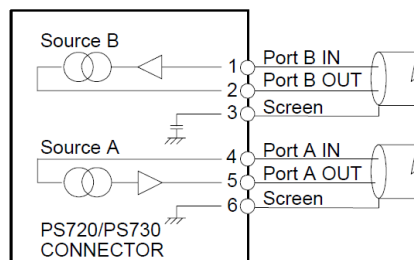 Source B
1 Port B IN
2 Port B OUT
3 Screen
Source A
4 Port A IN
5 Port A OUT
6 Screen
PS720/PS730
CONNECTOR